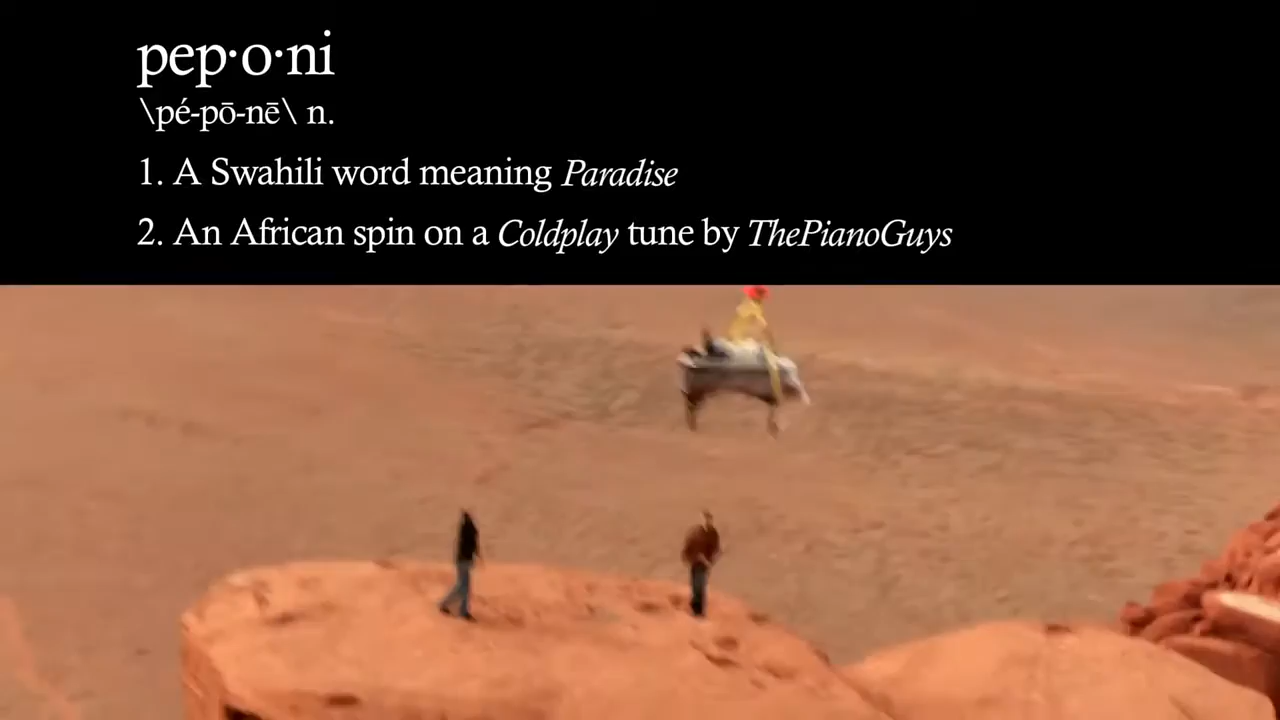 pep·o·ni
\pé-pō-nē\ n.
1. A Swahili word meaning Paradise
2. An African spin on a Coldplay tune by ThePianoGuys